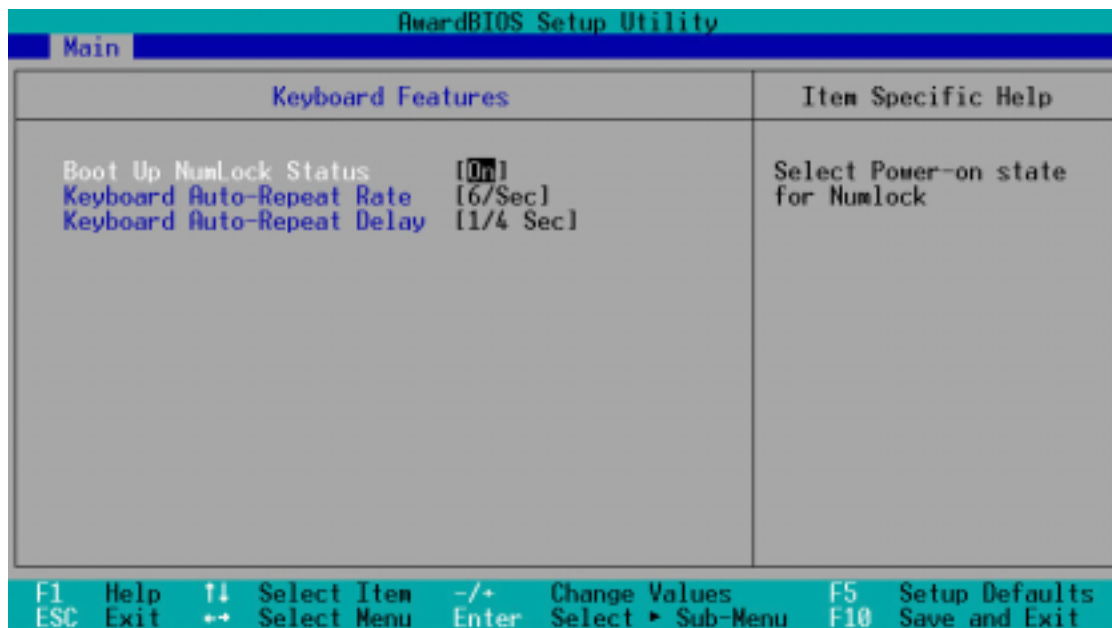 AwardBIOS Setup Utility
Main
Keyboard Features
Item Specific Help
Boot Up NumLock Status [On]
Keyboard Auto-Repeat Rate [6/Sec]
Keyboard Auto-Repeat Delay [1/4 Sec]
Select Power-on state
for Numlock
F1 Help ↑↓ Select Item -/+ Change Values F5 Setup Defaults
ESC Exit ←→ Select Menu Enter Select ► Sub-Menu F10 Save and Exit